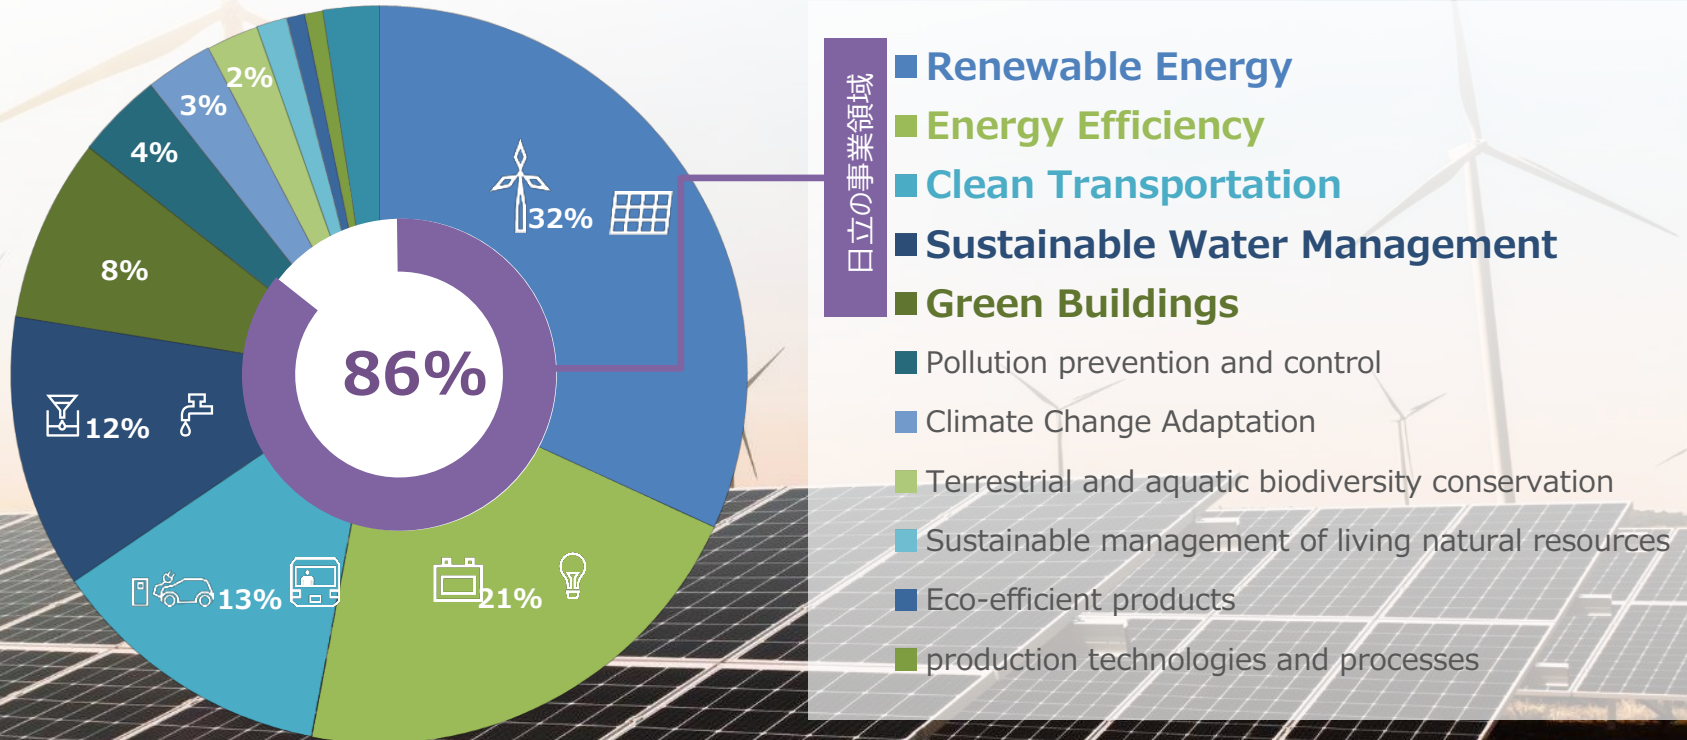 2%
3%
4%
32%
8%
86%
12%
13%
21%
日立の事業領域
Renewable Energy
Energy Efficiency
Clean Transportation
Sustainable Water Management
Green Buildings
Pollution prevention and control
Climate Change Adaptation
Terrestrial and aquatic biodiversity conservation
Sustainable management of living natural resources
Eco-efficient products
production technologies and processes